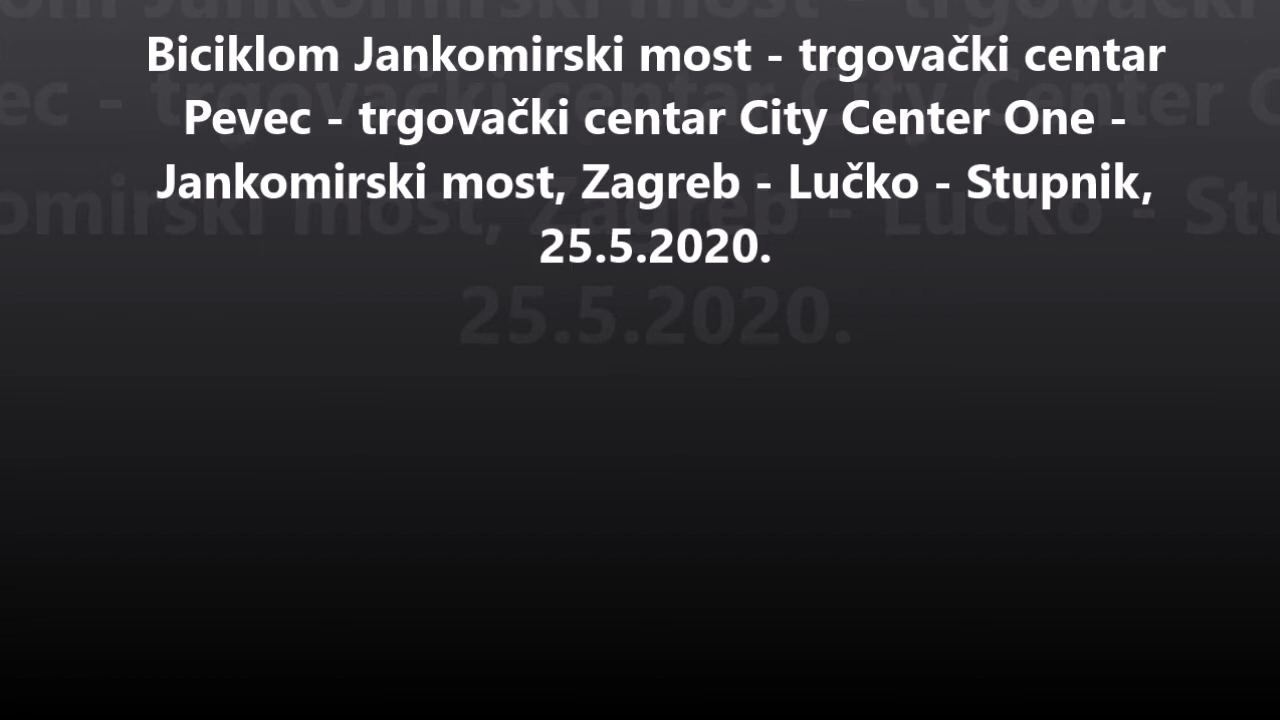 Biciklom Jankomirski most - trgovački centar
Pevec - trgovački centar City Center One -
Jankomirski most, Zagreb - Lučko - Stupnik,
25.5.2020.